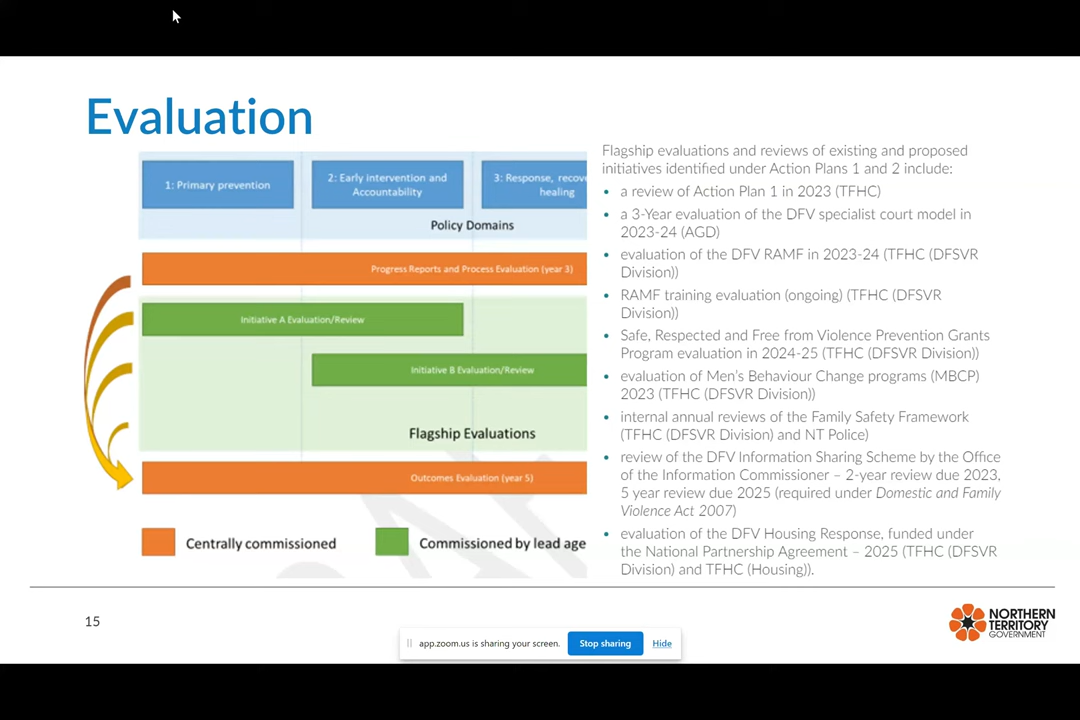 Evaluation
1: Primary prevention
2: Early intervention and
Accountability
3: Response, recove
healing
Policy Domains
Progress Reports and Process Evaluation (year 3)
Initiative A Evaluation/Review
Initiative B Evaluation/Review
Flagship Evaluations
Outcomes Evaluation (year 5)
Centrally commissioned
Commissioned by lead age
Flagship evaluations and reviews of existing and proposed
initiatives identified under Action Plans 1 and 2 include:
• a review of Action Plan 1 in 2023 (TFHC)
• a 3-Year evaluation of the DFV specialist court model in
2023-24 (AGD)
• evaluation of the DFV RAMF in 2023-24 (TFHC (DFSVR
Division))
• RAMF training evaluation (ongoing) (TFHC (DFSVR
Division))
• Safe, Respected and Free from Violence Prevention Grants
Program evaluation in 2024-25 (TFHC (DFSVR Division))
• evaluation of Men's Behaviour Change programs (MBCP)
2023 (TFHC (DFSVR Division))
• internal annual reviews of the Family Safety Framework
(TFHC (DFSVR Division) and NT Police)
• review of the DFV Information Sharing Scheme by the Office
of the Information Commissioner – 2-year review due 2023,
5 year review due 2025 (required under Domestic and Family
Violence Act 2007)
• evaluation of the DFV Housing Response, funded under
the National Partnership Agreement – 2025 (TFHC (DFSVR
Division) and TFHC (Housing)).
15
NORTHERN
TERRITORY
GOVERNMENT
app.zoom.us is sharing your screen.
Stop sharing
Hide